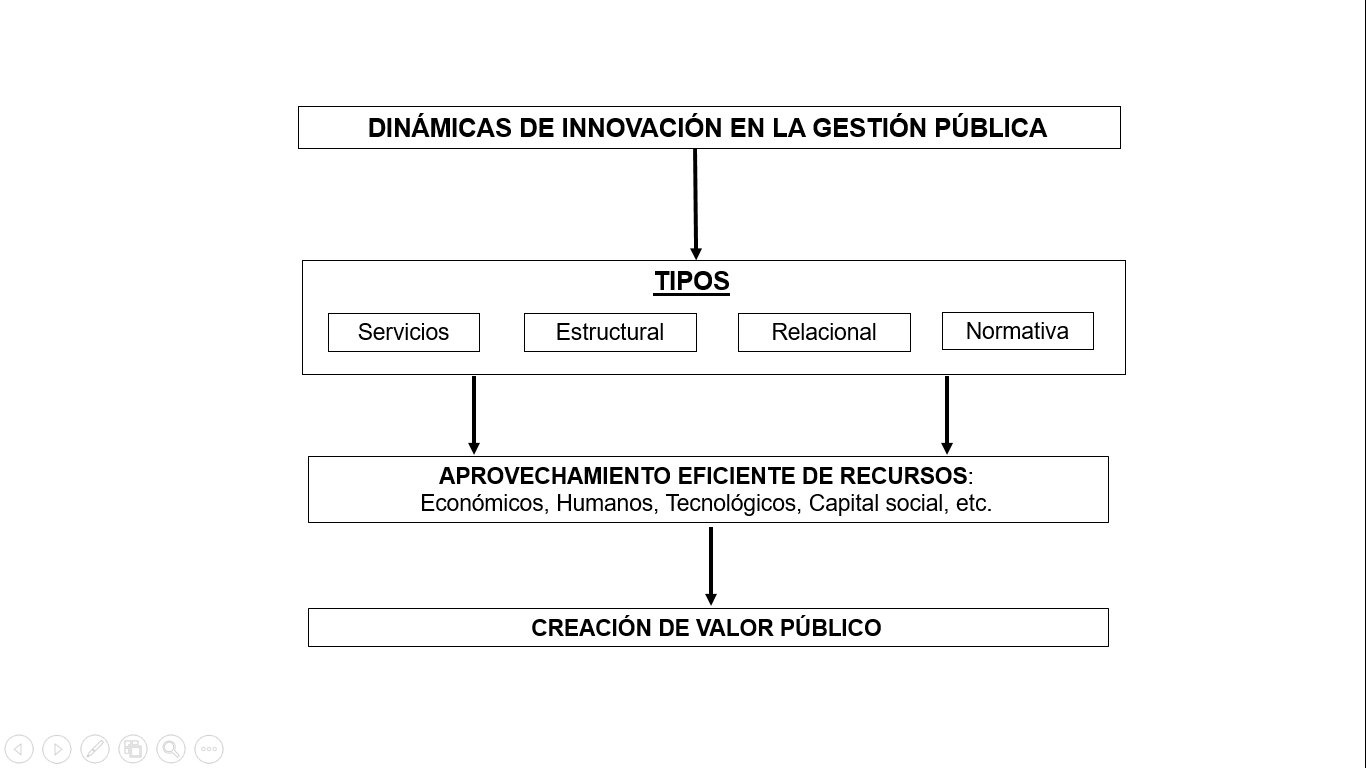 DINÁMICAS DE INNOVACIÓN EN LA GESTIÓN PÚBLICA
TIPOS
Servicios
Estructural
Relacional
Normativa
APROVECHAMIENTO EFICIENTE DE RECURSOS:
Económicos, Humanos, Tecnológicos, Capital social, etc.
CREACIÓN DE VALOR PÚBLICO